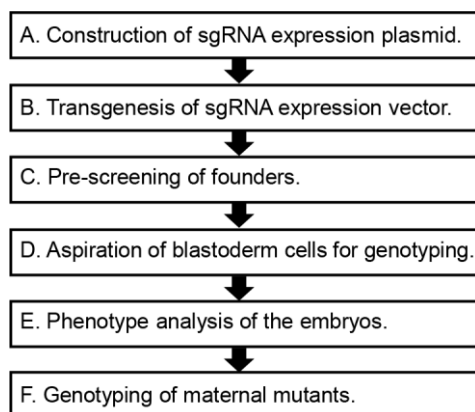 A. Construction of sgRNA expression plasmid.
B. Transgenesis of sgRNA expression vector.
C. Pre-screening of founders.
D. Aspiration of blastoderm cells for genotyping.
E. Phenotype analysis of the embryos.
F. Genotyping of maternal mutants.